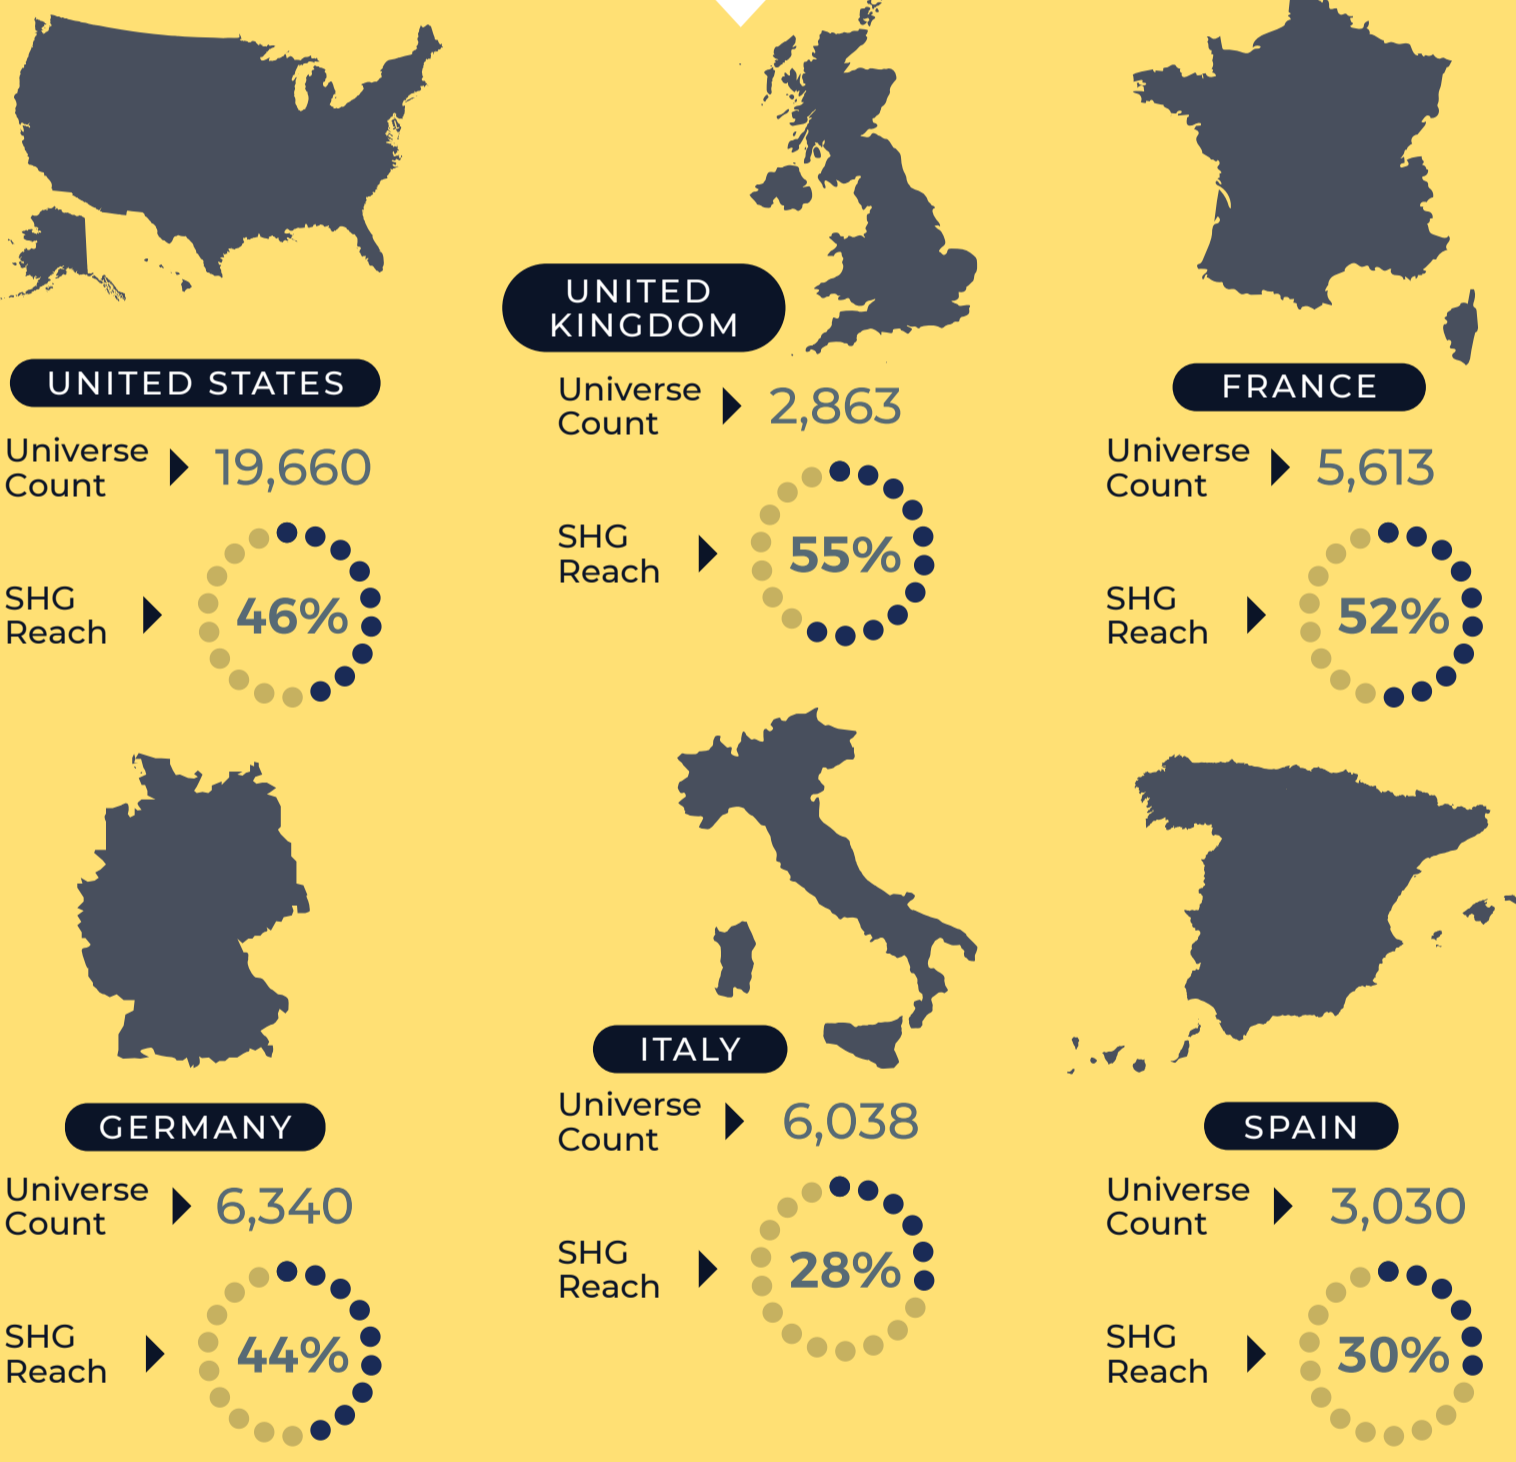 UNITED STATES
Universe
Count
19,660
SHG
Reach
46%
UNITED
KINGDOM
Universe
Count
2,863
SHG
Reach
55%
FRANCE
Universe
Count
5,613
SHG
Reach
52%
GERMANY
Universe
Count
6,340
SHG
Reach
44%
ITALY
Universe
Count
6,038
SHG
Reach
28%
SPAIN
Universe
Count
3,030
SHG
Reach
30%